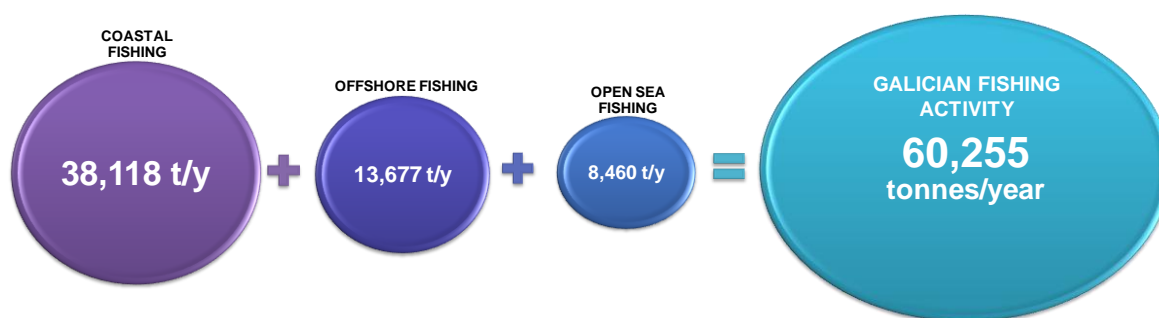 COASTAL
FISHING
38,118 t/y
OFFSHORE FISHING
13,677 t/y
OPEN SEA
FISHING
8,460 t/y
GALICIAN FISHING
ACTIVITY
60,255
tonnes/year